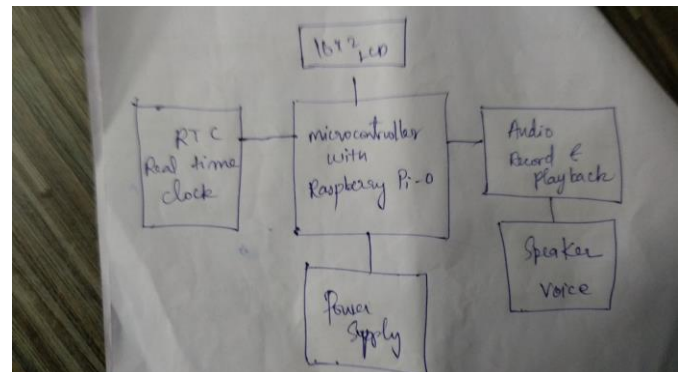 16x2
LCD
RTC
Real time
clock
microcontroller
with
Raspberry Pi-0
Audio
Record &
playback
Speaker
Voice
Power
Supply